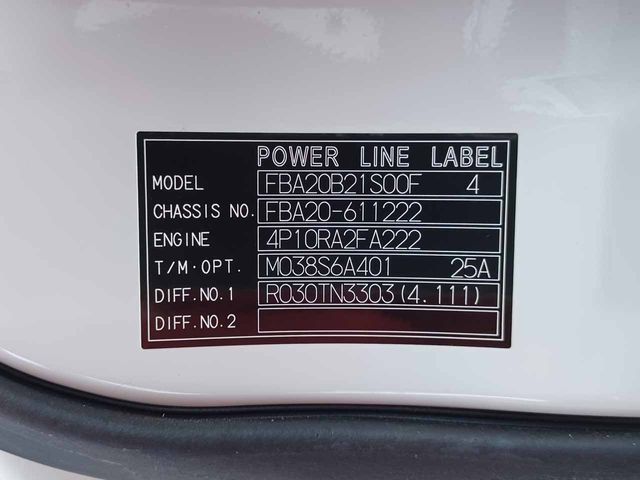 POWER LINE LABEL
MODEL FBA20B21S00F 4
CHASSIS NO. FBA20-611222
ENGINE 4P10RA2FA222
T/M·OPT. M038S6A401 25A
DIFF.NO.1 R030TN3303(4.111)
DIFF.NO.2